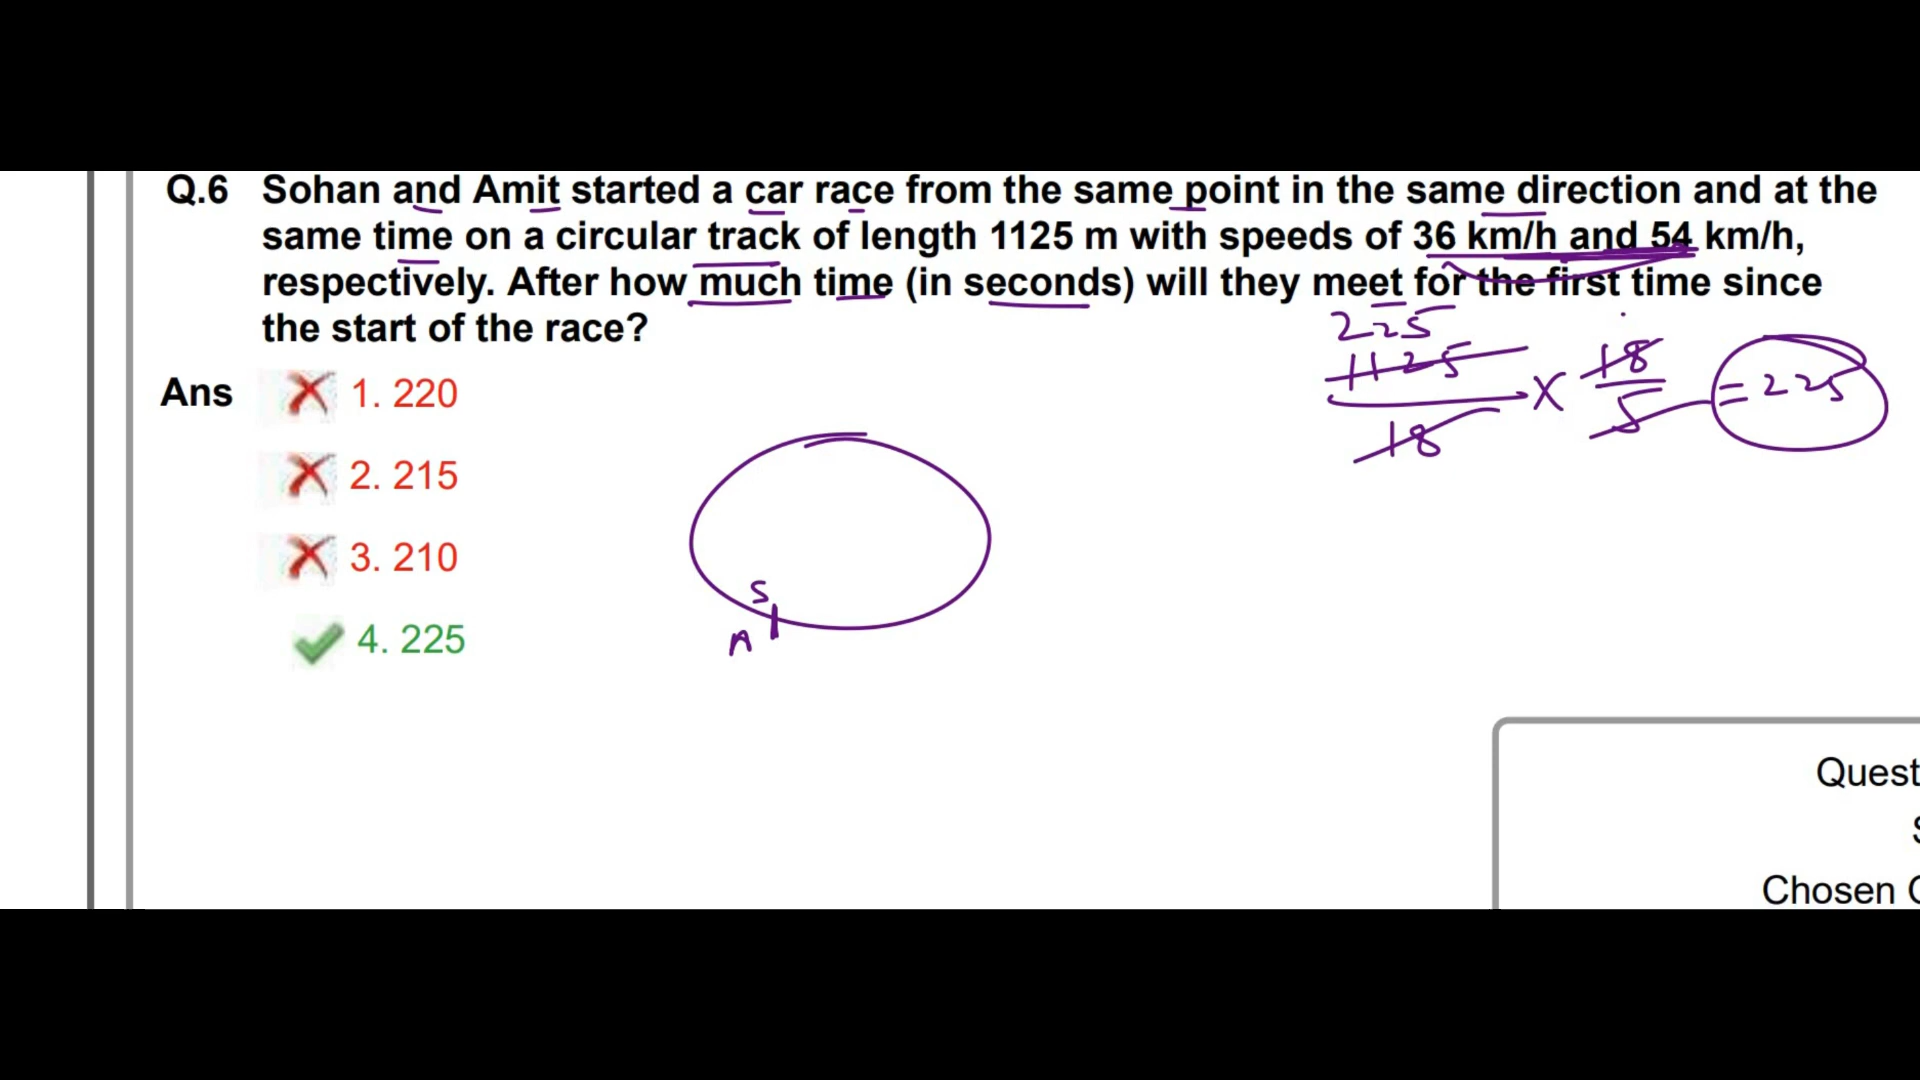 Q.6 Sohan and Amit started a car race from the same point in the same direction and at the
same time on a circular track of length 1125 m with speeds of 36 km/h and 54 km/h,
respectively. After how much time (in seconds) will they meet for the first time since
the start of the race?
225
1125
18
X
18
5
= 225
Ans
1. 220
2. 215
3. 210
4. 225
S
A
Quest
S
Chosen